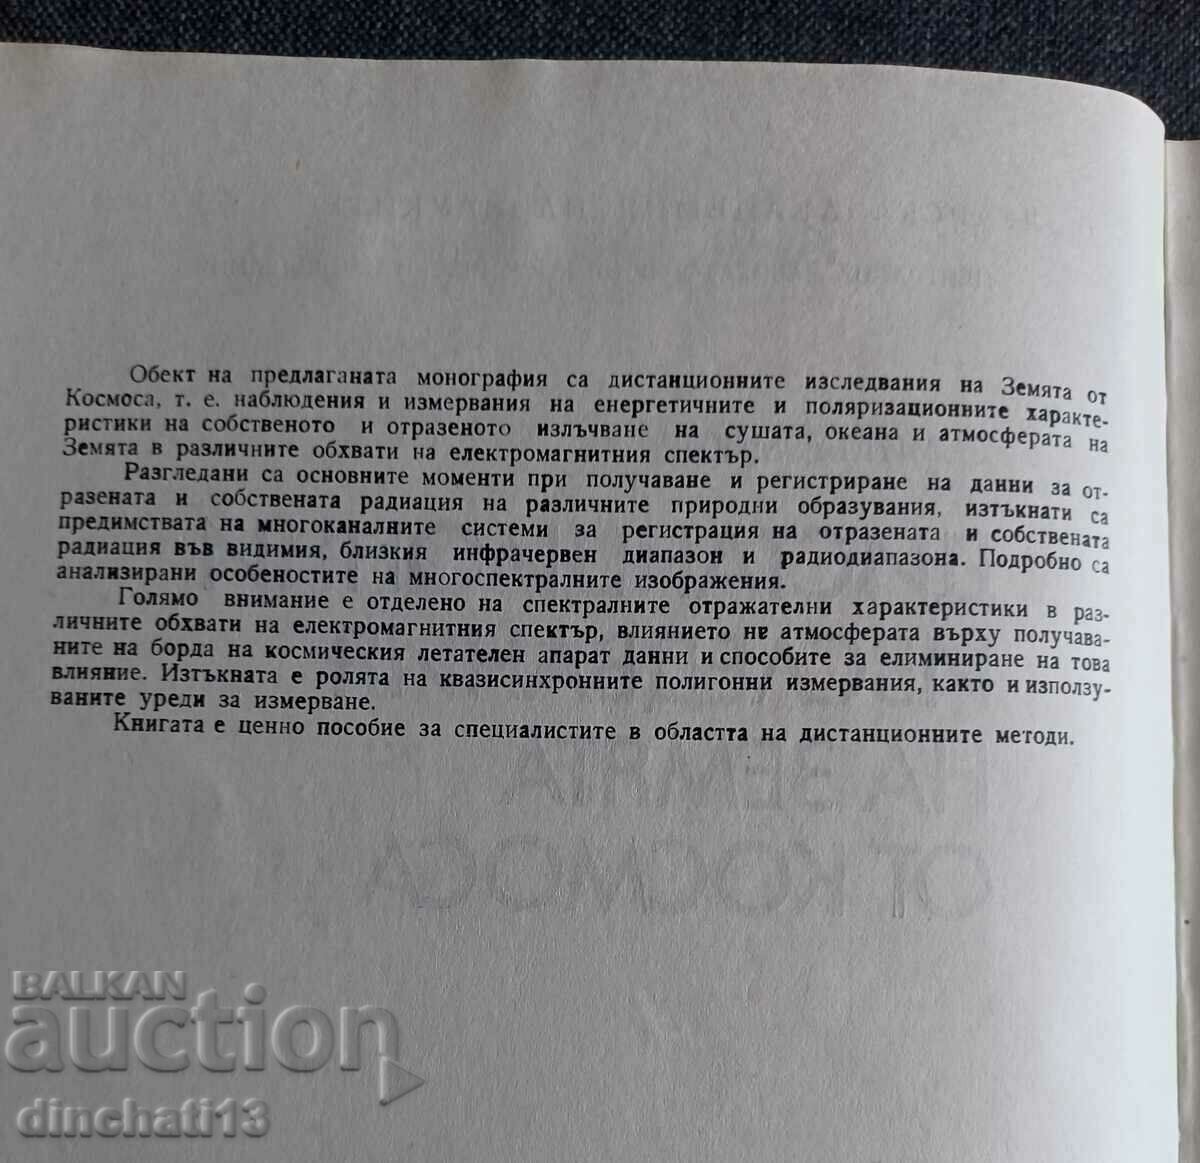 Обект на предлаганата монография са дистанционните изследвания на Земята от
Космоса, т. е. наблюдения и измервания на енергетичните и поляризационните характе-
ристики на собственото и отразеното излъчване на сушата, океана и атмосферата на
Земята в различните обхвати на електромагнитния спектър.
Разгледани са основните моменти при получаване и регистриране на данни за от-
разената и собствената радиация на различните природни образувания, изтъкнати са
предимствата на многоканалните системи за регистрация на отразената и собствената
радиация във видимия, близкия инфрачервен диапазон и радиодиапазона. Подробно са
анализирани особеностите на многоспектралните изображения.
Голямо внимание е отделено на спектралните отражателни характеристики в раз-
личните обхвати на електромагнитния спектър, влиянието не атмосферата върху получава-
ните на борда на космическия летателен апарат данни и способите за елиминиране на това
влияние. Изтъкната е ролята на квазисинхронните полигонни измервания, както и използу-
ваните уреди за измерване.
Книгата е ценно пособие за специалистите в областта на дистанционните методи.
НА ЗЕМЯТА
ОТ КОСМОСА
BALKAN
auction
dinchati13